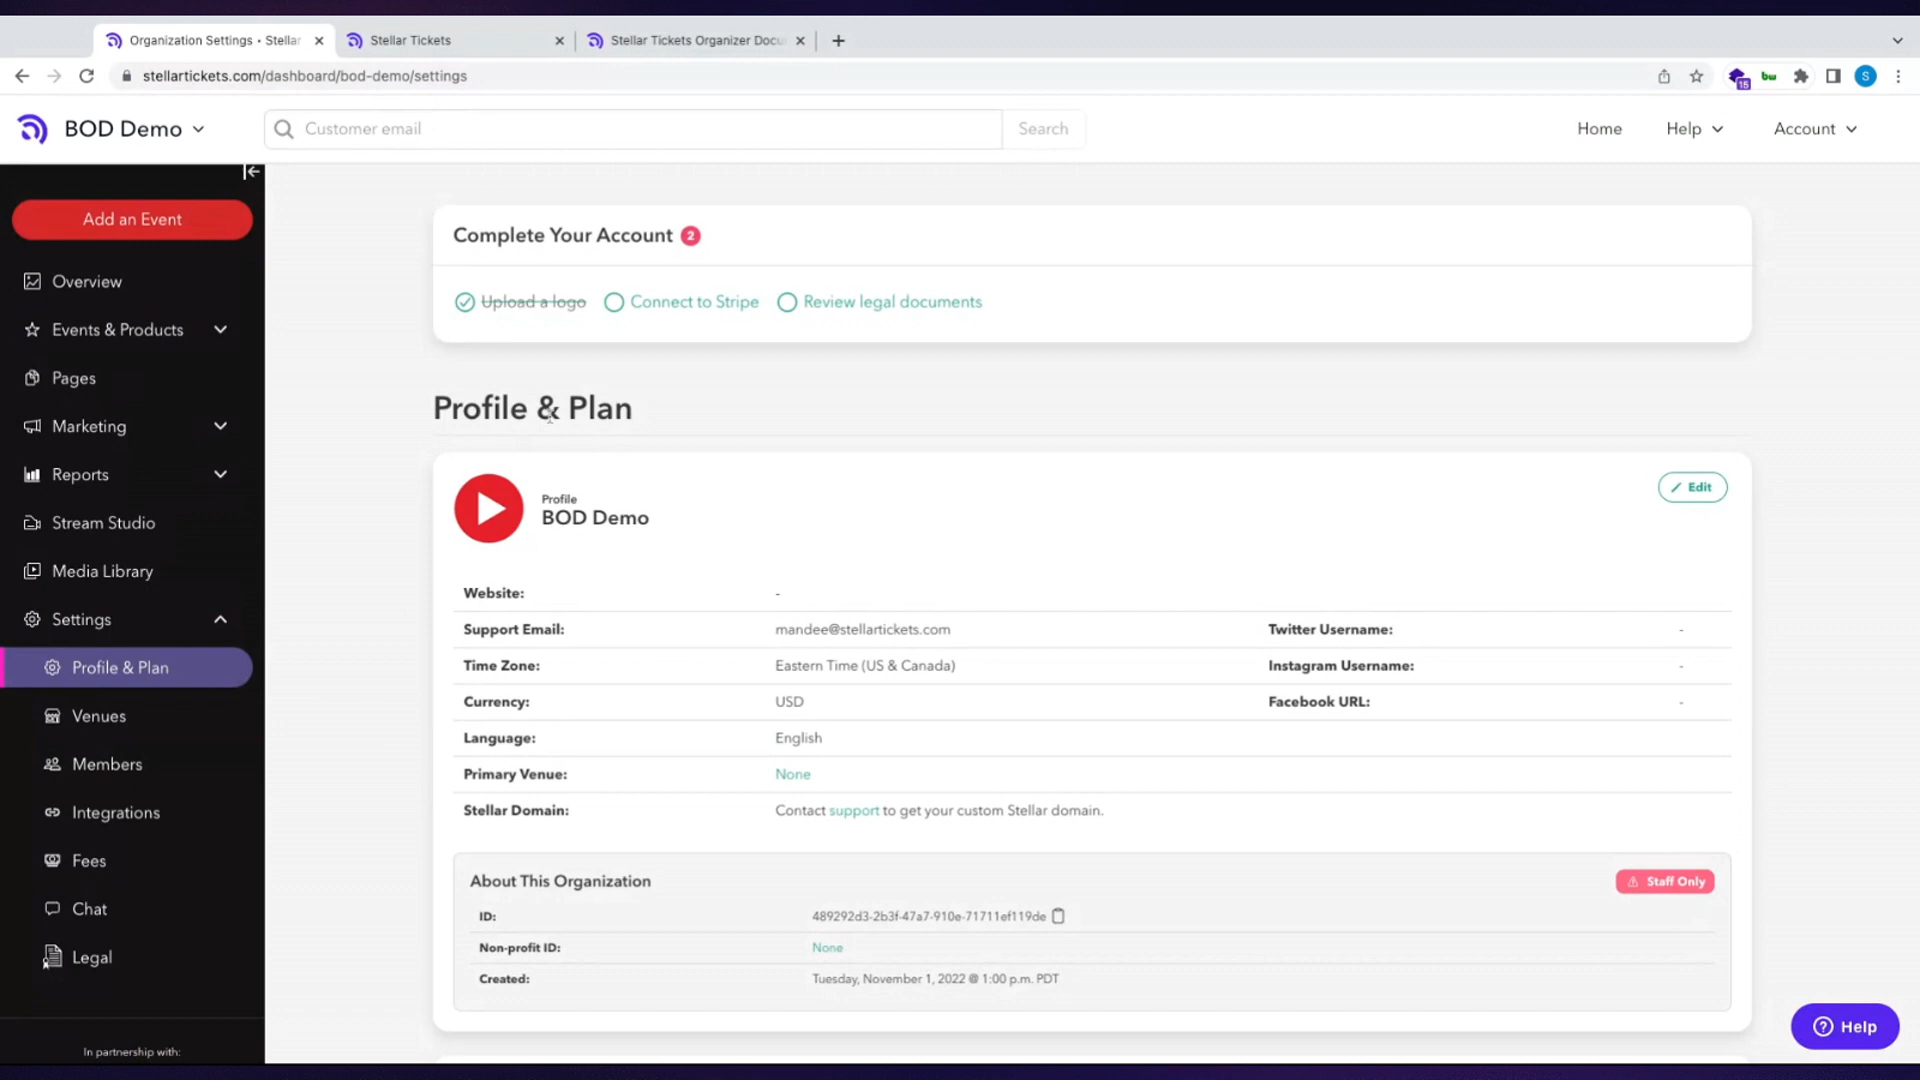 Organization Settings • Stellar
Stellar Tickets
Stellar Tickets Organizer Docu
stellartickets.com/dashboard/bod-demo/settings
15
bw
S
BOD Demo
Customer email
Search
Home
Help
Account
Add an Event
Overview
Events & Products
Pages
Marketing
Reports
Stream Studio
Media Library
Settings
Profile & Plan
Venues
Members
Integrations
Fees
Chat
Legal
In partnership with:
Complete Your Account 2
Upload a logo
Connect to Stripe
Review legal documents
Profile & Plan
Profile
BOD Demo
Edit
Website: -
Support Email: mandee@stellartickets.com Twitter Username: -
Time Zone: Eastern Time (US & Canada) Instagram Username: -
Currency: USD Facebook URL: -
Language: English
Primary Venue: None
Stellar Domain: Contact support to get your custom Stellar domain.
About This Organization
Staff Only
ID: 489292d3-2b3f-47a7-910e-71711ef119de
Non-profit ID: None
Created: Tuesday, November 1, 2022 @ 1:00 p.m. PDT
Help